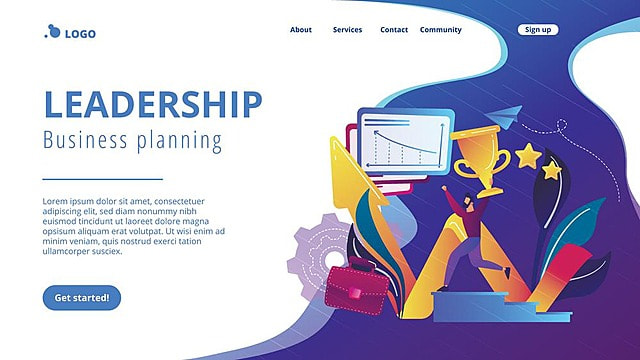 LOGO
About
Services
Contact
Community
Sign up
LEADERSHIP
Business planning
Lorem ipsum dolor sit amet, consectetuer
adipiscing elit, sed diam nonummy nibh
euismod tincidunt ut laoreet dolore magna
opsium aliquam erat volutpat. Ut wisi wisi ad
minim veniam, quis nostrud exerci tation
ullamcorper susciex.
Get started!